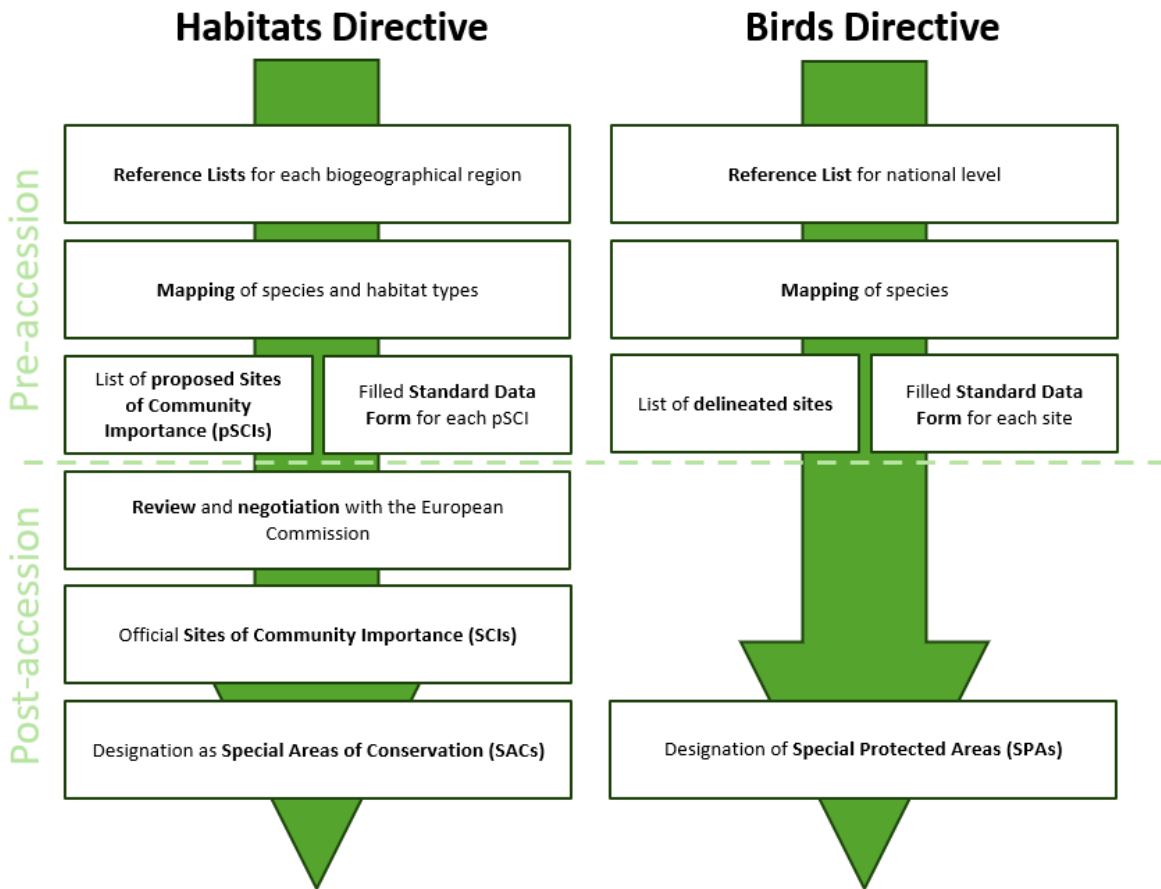 Habitats Directive
Birds Directive
Pre-accession
Reference Lists for each biogeographical region
Reference List for national level
Mapping of species and habitat types
Mapping of species
List of proposed Sites
of Community
Importance (pSCIs)
Filled Standard Data
Form for each pSCI
List of delineated sites
Filled Standard Data
Form for each site
Post-accession
Review and negotiation with the European
Commission
Official Sites of Community Importance (SCIs)
Designation as Special Areas of Conservation (SACs)
Designation of Special Protected Areas (SPAs)